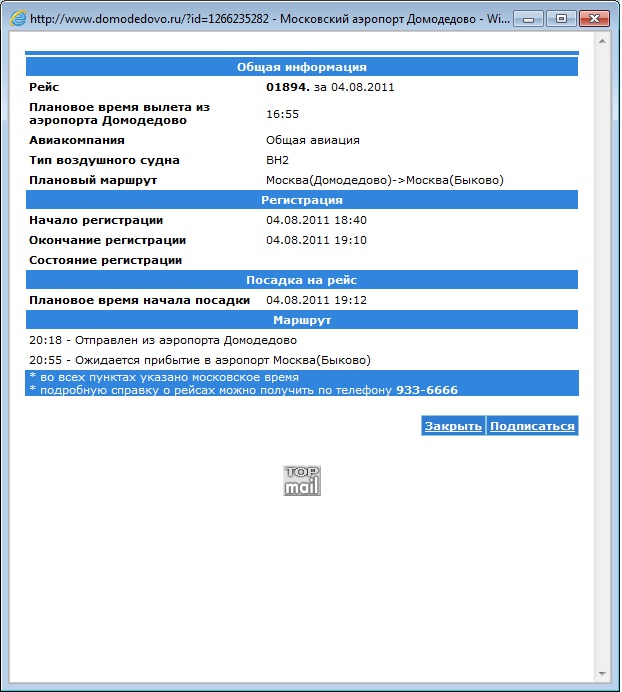 http://www.domodedovo.ru/?id=1266235282 - Московский аэропорт Домодедово - Wi...
Общая информация
Рейс 01894. за 04.08.2011
Плановое время вылета из
аэропорта Домодедово 16:55
Авиакомпания Общая авиация
Тип воздушного судна BH2
Плановый маршрут Москва(Домодедово)->Москва(Быково)
Регистрация
Начало регистрации 04.08.2011 18:40
Окончание регистрации 04.08.2011 19:10
Состояние регистрации
Посадка на рейс
Плановое время начала посадки 04.08.2011 19:12
Маршрут
20:18 - Отправлен из аэропорта Домодедово
20:55 - Ожидается прибытие в аэропорт Москва(Быково)
* во всех пунктах указано московское время
* подробную справку о рейсах можно получить по телефону 933-6666
Закрыть Подписаться
TOP
mail